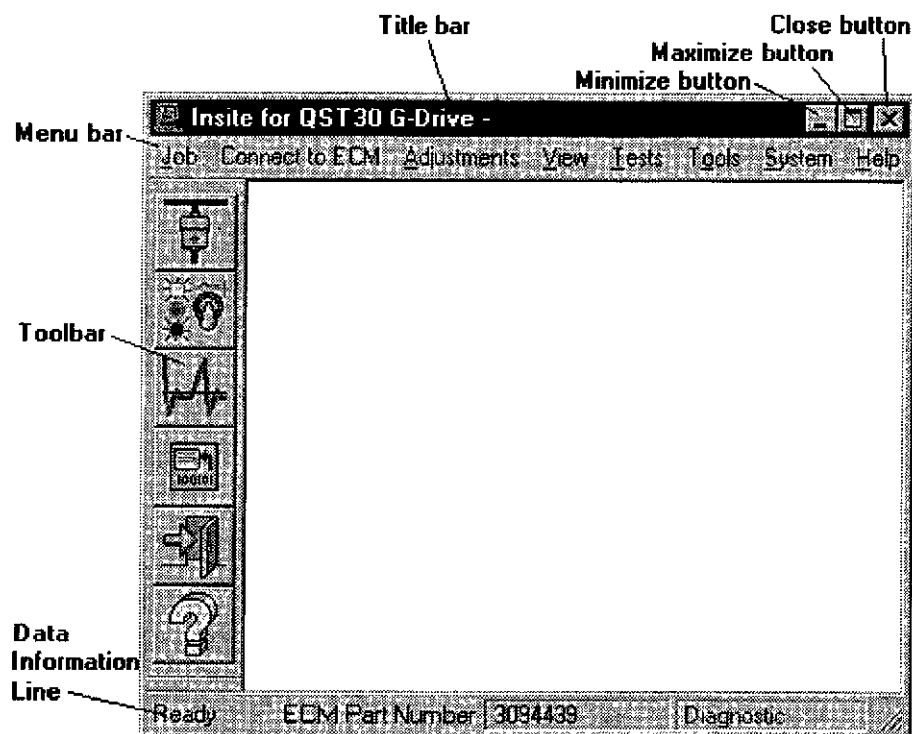 Title bar
Close button
Maximize button
Minimize button
Insite for QST30 G-Drive -
Menu bar
Job Connect to ECM Adjustments View Tests Tools System Help
Toolbar
100101
Data
Information
Line
Ready ECM Part Number 3094439 Diagnostic